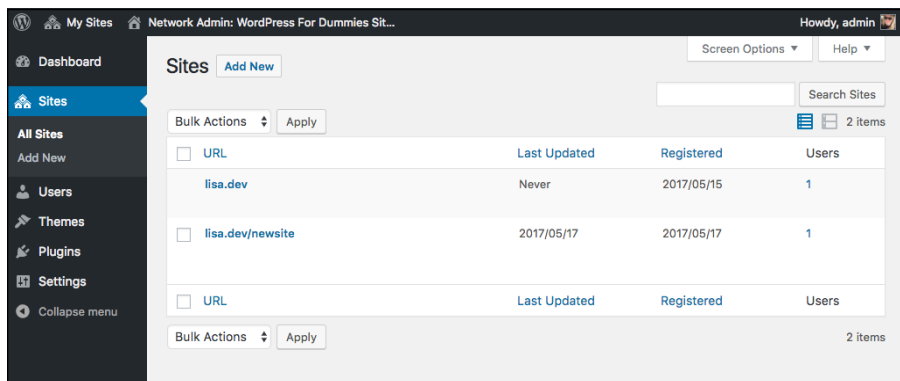 My Sites Network Admin: WordPress For Dummies Sit... Howdy, admin
Dashboard
Sites
All Sites
Add New
Users
Themes
Plugins
Settings
Collapse menu
Screen Options Help
Sites Add New
Search Sites
Bulk Actions Apply 2 items
URL Last Updated Registered Users
lisa.dev Never 2017/05/15 1
lisa.dev/newsite 2017/05/17 2017/05/17 1
URL Last Updated Registered Users
Bulk Actions Apply 2 items